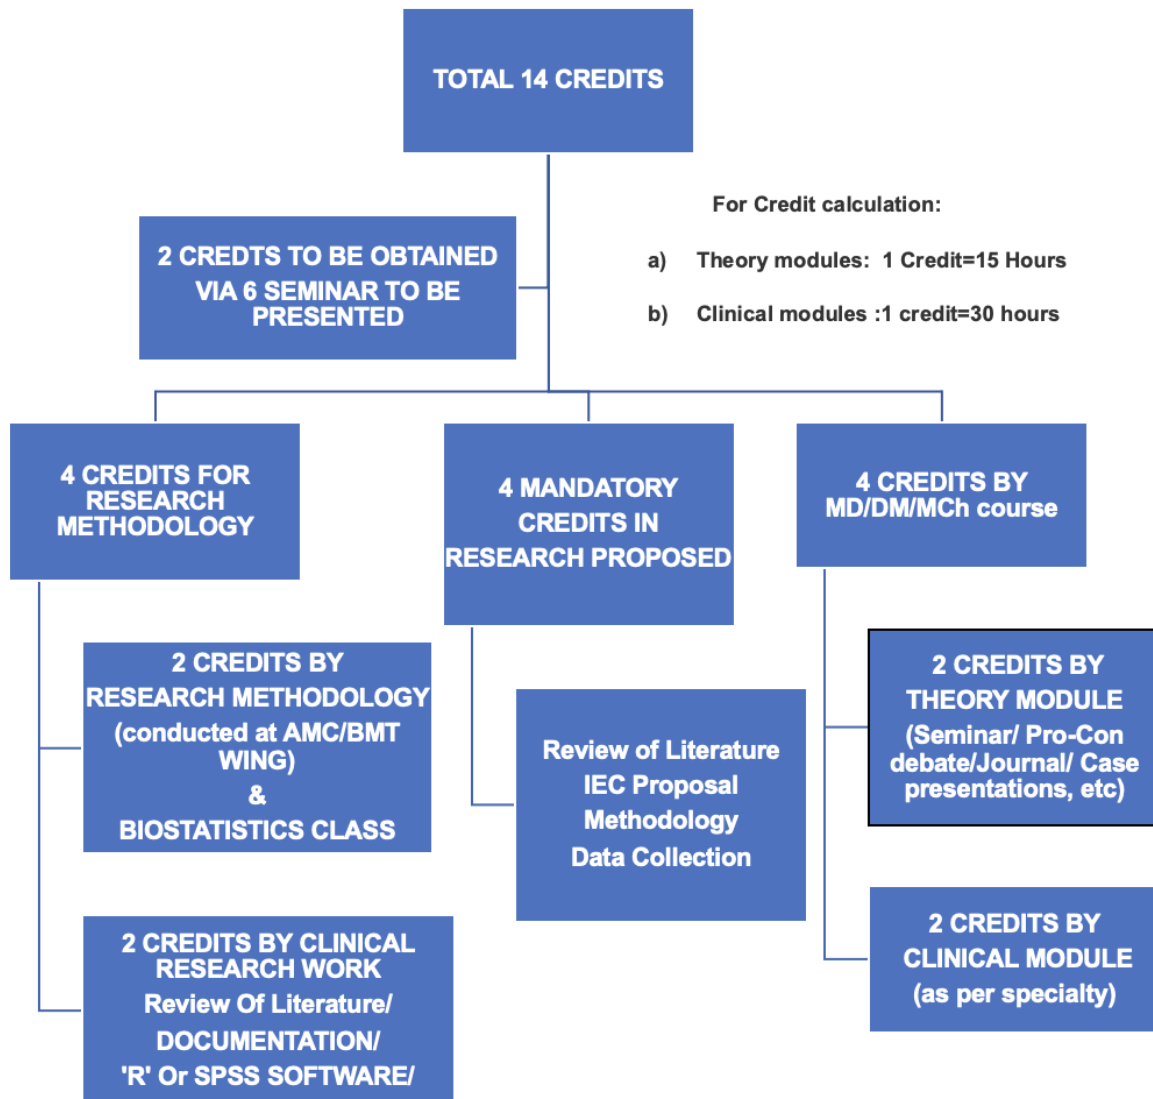 TOTAL 14 CREDITS
For Credit calculation:
a) Theory modules: 1 Credit=15 Hours
b) Clinical modules :1 credit=30 hours
2 CREDTS TO BE OBTAINED
VIA 6 SEMINAR TO BE
PRESENTED
4 CREDITS FOR
RESEARCH
METHODOLOGY
2 CREDITS BY
RESEARCH METHODOLOGY
(conducted at AMC/BMT
WING)
&
BIOSTATISTICS CLASS
2 CREDITS BY CLINICAL
RESEARCH WORK
Review Of Literature/
DOCUMENTATION/
'R' Or SPSS SOFTWARE/
4 MANDATORY
CREDITS IN
RESEARCH PROPOSED
Review of Literature
IEC Proposal
Methodology
Data Collection
4 CREDITS BY
MD/DM/MCh course
2 CREDITS BY
THEORY MODULE
(Seminar/ Pro-Con
debate/Journal/ Case
presentations, etc)
2 CREDITS BY
CLINICAL MODULE
(as per specialty)